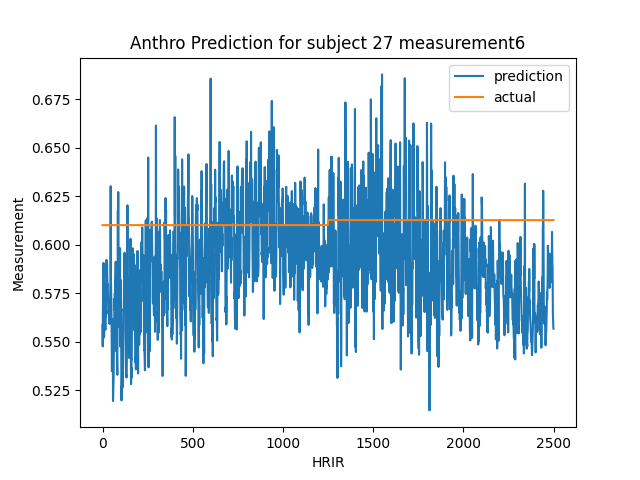 Anthro Prediction for subject 27 measurement6
prediction
actual
0.675
0.650
0.625
0.600
0.575
0.550
0.525
Measurement
0
500
1000
1500
2000
2500
HRIR